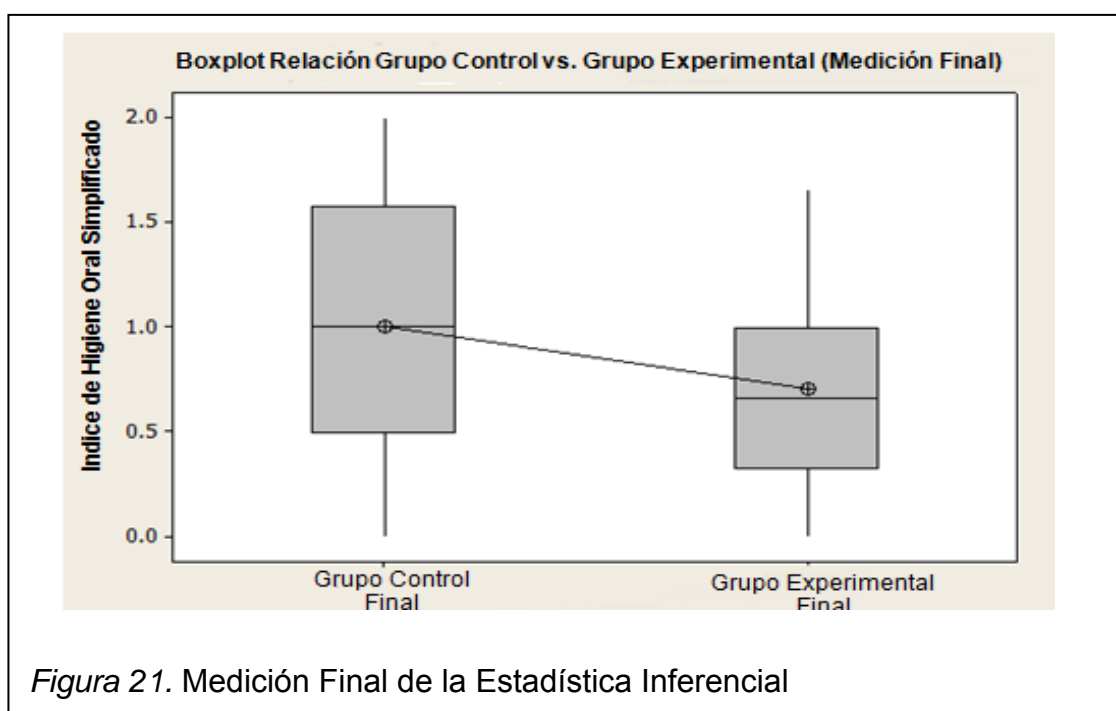 Boxplot Relación Grupo Control vs. Grupo Experimental (Medición Final)
Indice de Higiene Oral Simplificado
2.0
1.5
1.0
0.5
0.0
Grupo Control
Final
Grupo Experimental
Final
Figura 21. Medición Final de la Estadística Inferencial